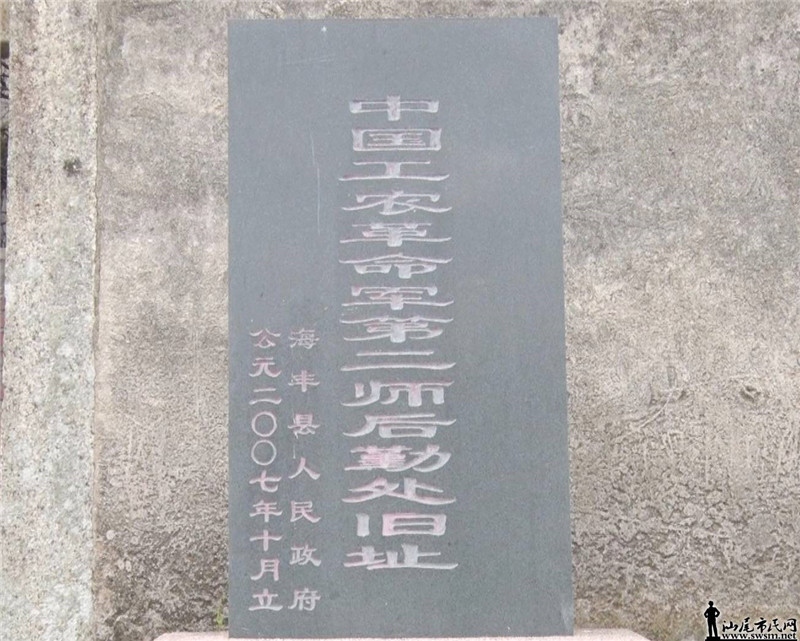 中国工农革命军第二师后勤处旧址
海丰县人民政府
公元二〇〇七年十月立
汕尾市民网
www.swsm.net